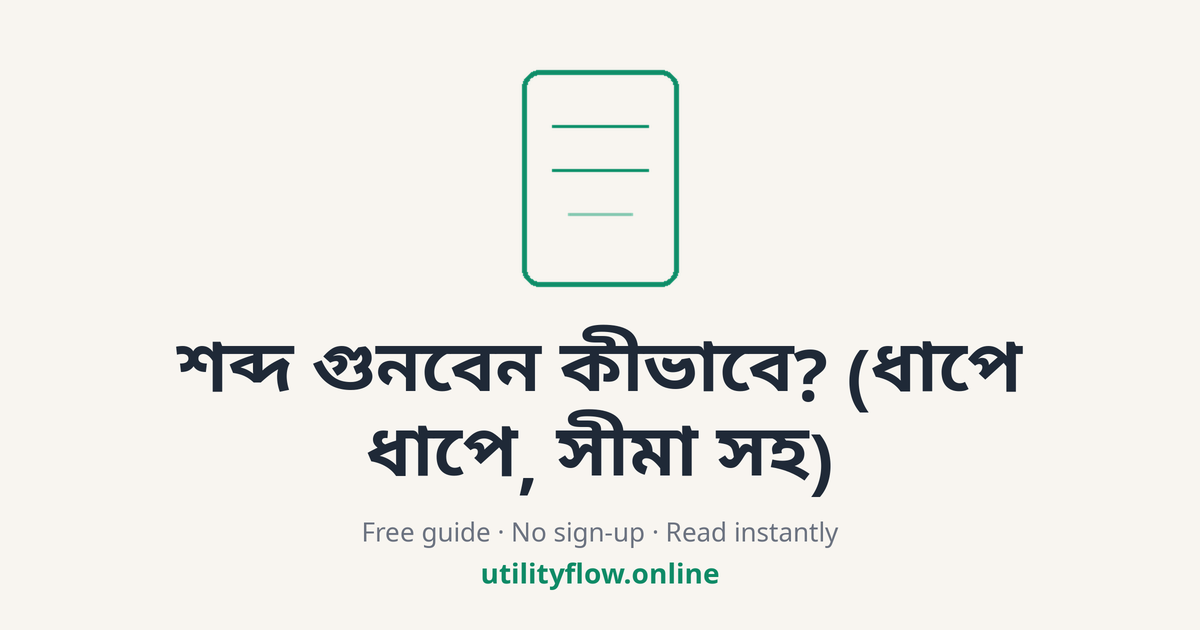 শব্দ গুনবেন কীভাবে? (ধাপে
ধাপে, সীমা সহ)
Free guide · No sign-up · Read instantly
utilityflow.online